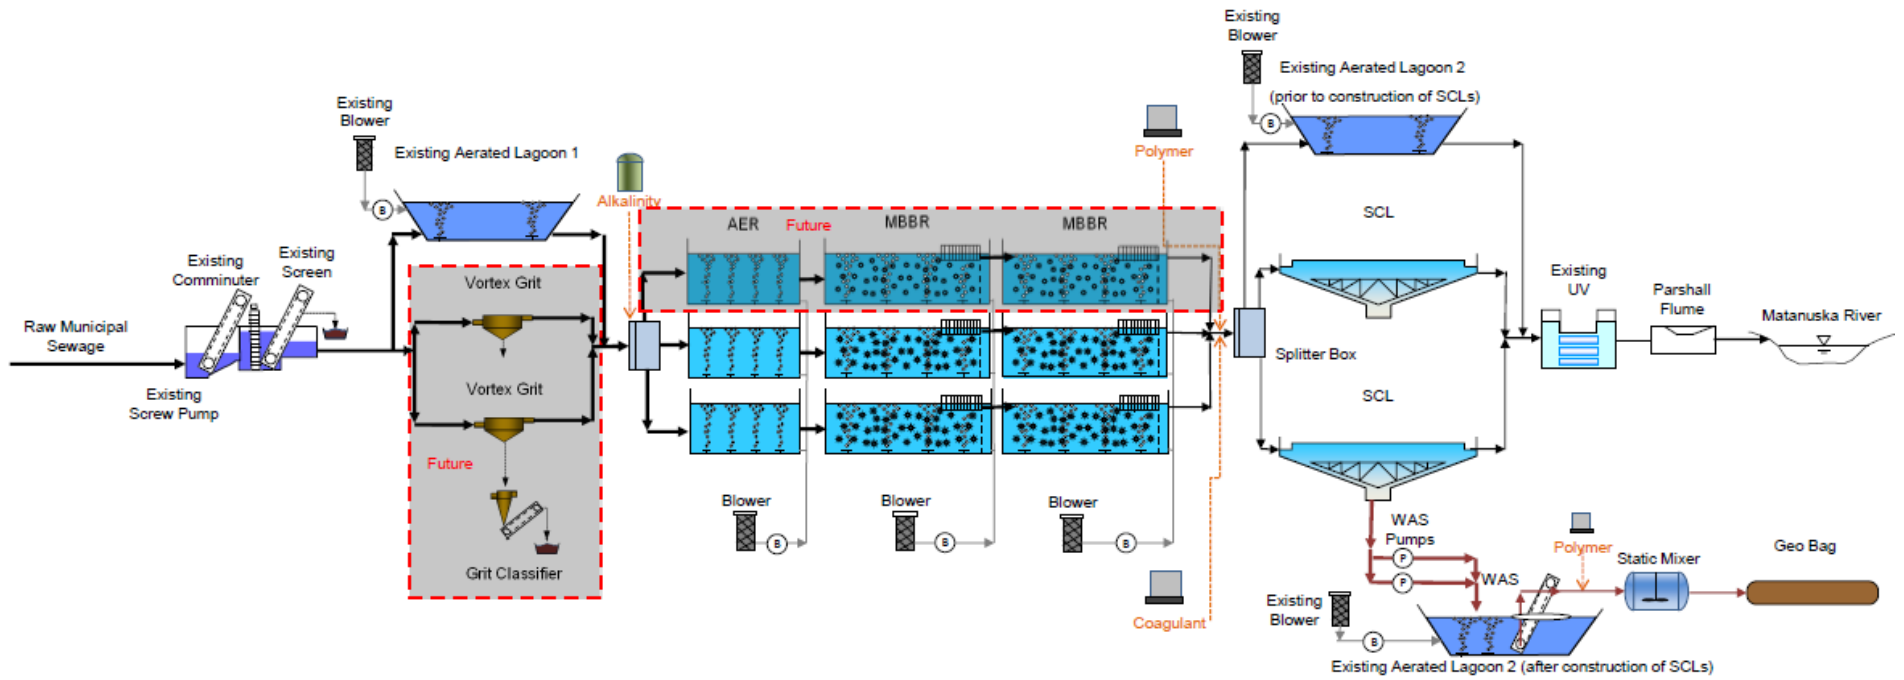 Existing
Blower
Existing Aerated Lagoon 2
(prior to construction of SCLs)
B
Existing
Blower
Existing Aerated Lagoon 1
B
Polymer
Alkalinity
AER
Future
MBBR
MBBR
SCL
Existing
Comminuter
Existing
Screen
Vortex Grit
Existing
UV
Parshall
Flume
Matanuska River
Raw Municipal
Sewage
Splitter Box
Existing
Screw Pump
Vortex Grit
SCL
Future
Grit Classifier
Blower
B
Blower
B
Blower
B
Coagulant
WAS
Pumps
P
P
WAS
Polymer
Static Mixer
Geo Bag
Existing
Blower
B
Existing Aerated Lagoon 2 (after construction of SCLs)